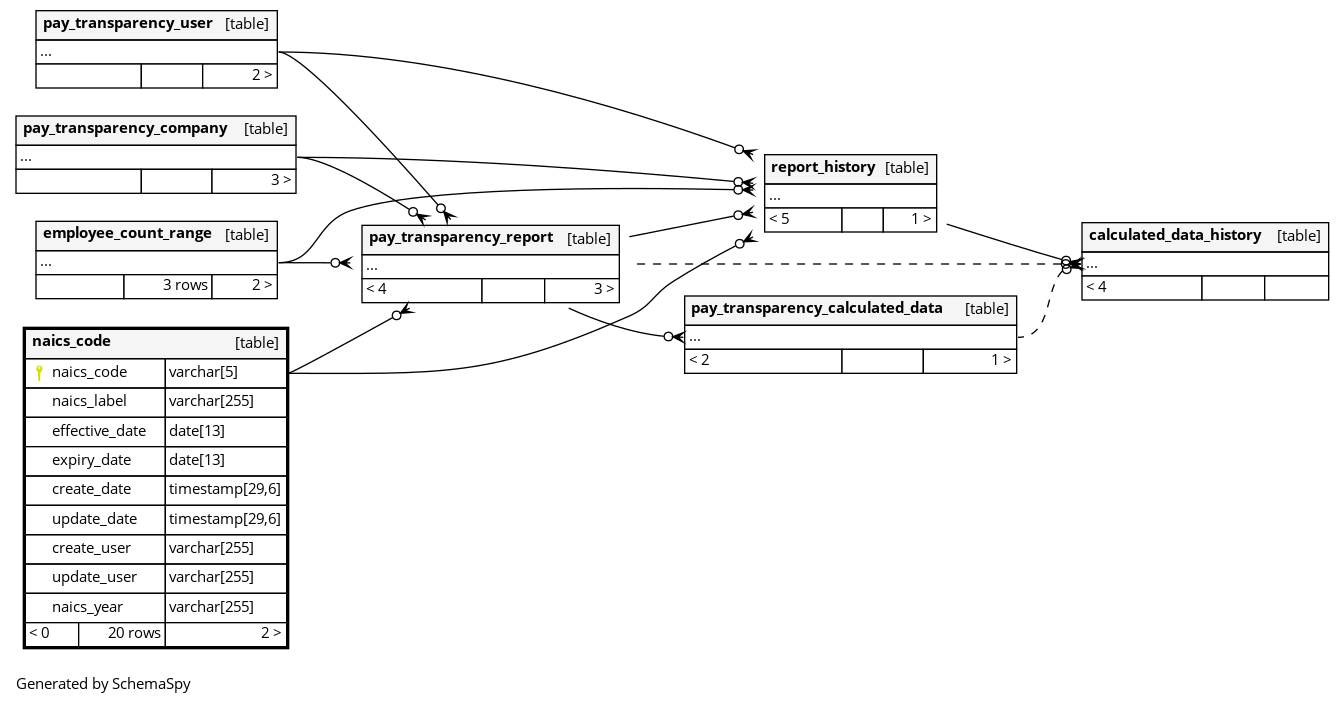 pay_transparency_user [table]
...
2 >
pay_transparency_company [table]
...
3 >
employee_count_range [table]
...
3 rows 2 >
naics_code [table]
naics_code varchar[5]
naics_label varchar[255]
effective_date date[13]
expiry_date date[13]
create_date timestamp[29,6]
update_date timestamp[29,6]
create_user varchar[255]
update_user varchar[255]
naics_year varchar[255]
< 0 20 rows 2 >
pay_transparency_report [table]
...
< 4 3 >
report_history [table]
...
< 5 1 >
pay_transparency_calculated_data [table]
...
< 2 1 >
calculated_data_history [table]
...
< 4
Generated by SchemaSpy